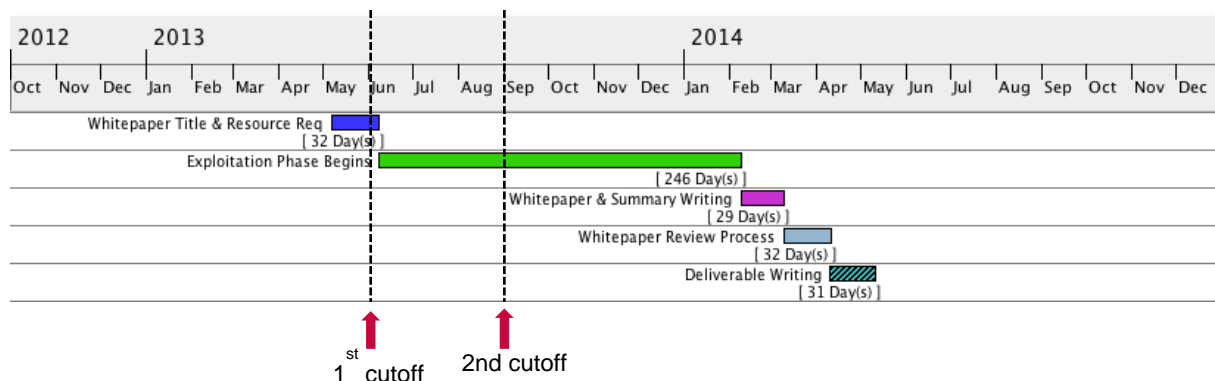 2012 2013 2014
Oct Nov Dec Jan Feb Mar Apr May Jun Jul Aug Sep Oct Nov Dec Jan Feb Mar Apr May Jun Jul Aug Sep Oct Nov Dec
Whitepaper Title & Resource Req
[ 32 Day(s) ]
Exploitation Phase Begins
[ 246 Day(s) ]
Whitepaper & Summary Writing
[ 29 Day(s) ]
Whitepaper Review Process
[ 32 Day(s) ]
Deliverable Writing
[ 31 Day(s) ]
1st cutoff 2nd cutoff